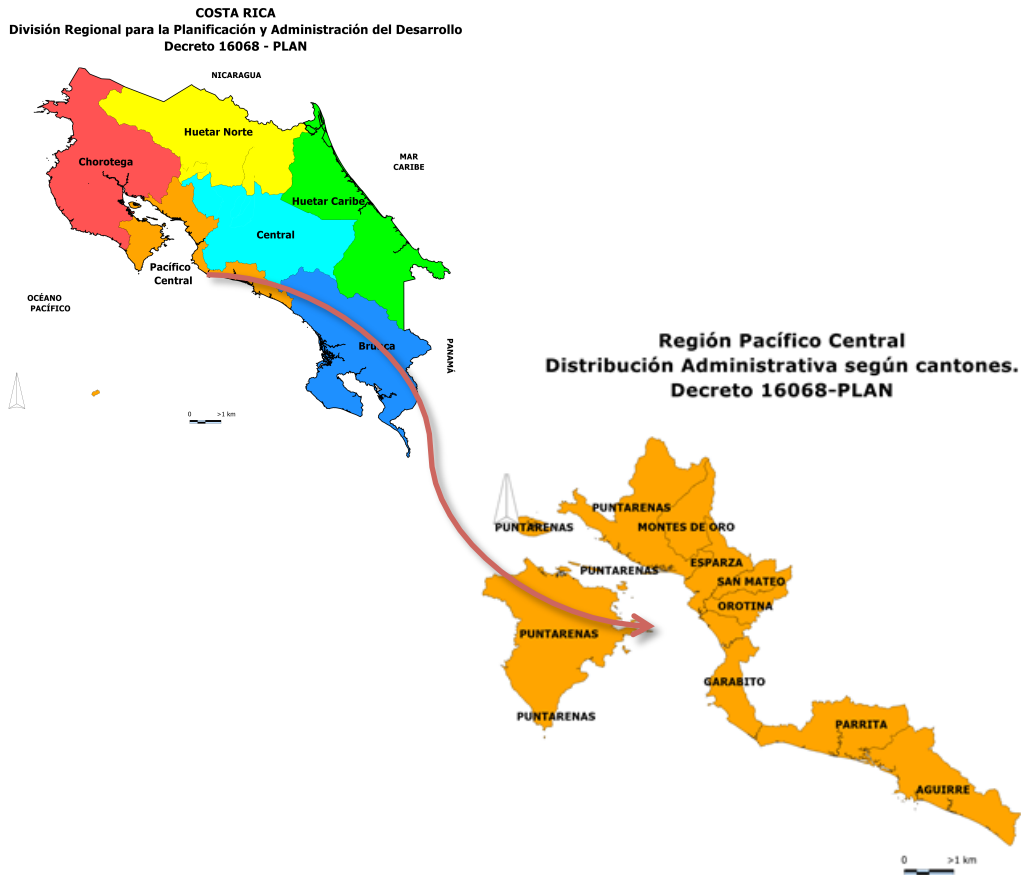 COSTA RICA
División Regional para la Planificación y Administración del Desarrollo
Decreto 16068 - PLAN
NICARAGUA
Huetar Norte
MAR
CARIBE
Chorotega
Huetar Caribe
Central
Pacífico
Central
OCÉANO
PACÍFICO
Brunca
PANAMÁ
0 >1 km
Región Pacífico Central
Distribución Administrativa según cantones.
Decreto 16068-PLAN
PUNTARENAS
PUNTARENAS
MONTES DE ORO
ESPARZA
PUNTARENAS
SAN MATEO
OROTINA
PUNTARENAS
GARABITO
PUNTARENAS
PARRITA
AGUIRRE
0 >1 km